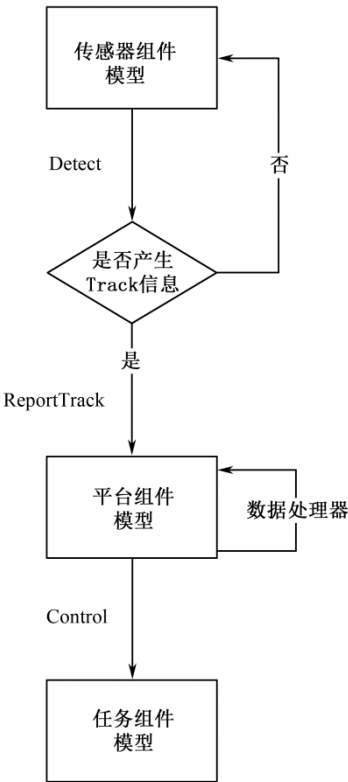 传感器组件
模型
Detect
否
是否产生
Track信息
是
ReportTrack
平台组件
模型
数据处理器
Control
任务组件
模型